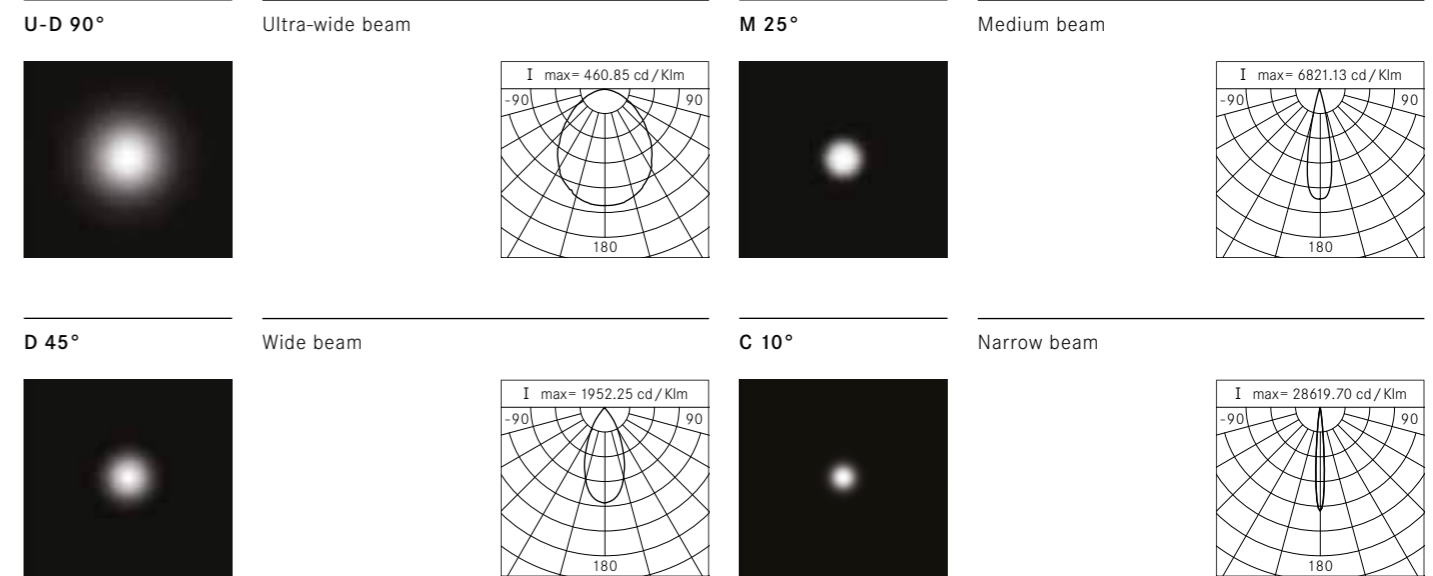 U-D 90°
Ultra-wide beam
I max= 460.85 cd/Klm
-90
90
180
M 25°
Medium beam
I max= 6821.13 cd/Klm
-90
90
180
D 45°
Wide beam
I max= 1952.25 cd/Klm
-90
90
180
C 10°
Narrow beam
I max= 28619.70 cd/Klm
-90
90
180